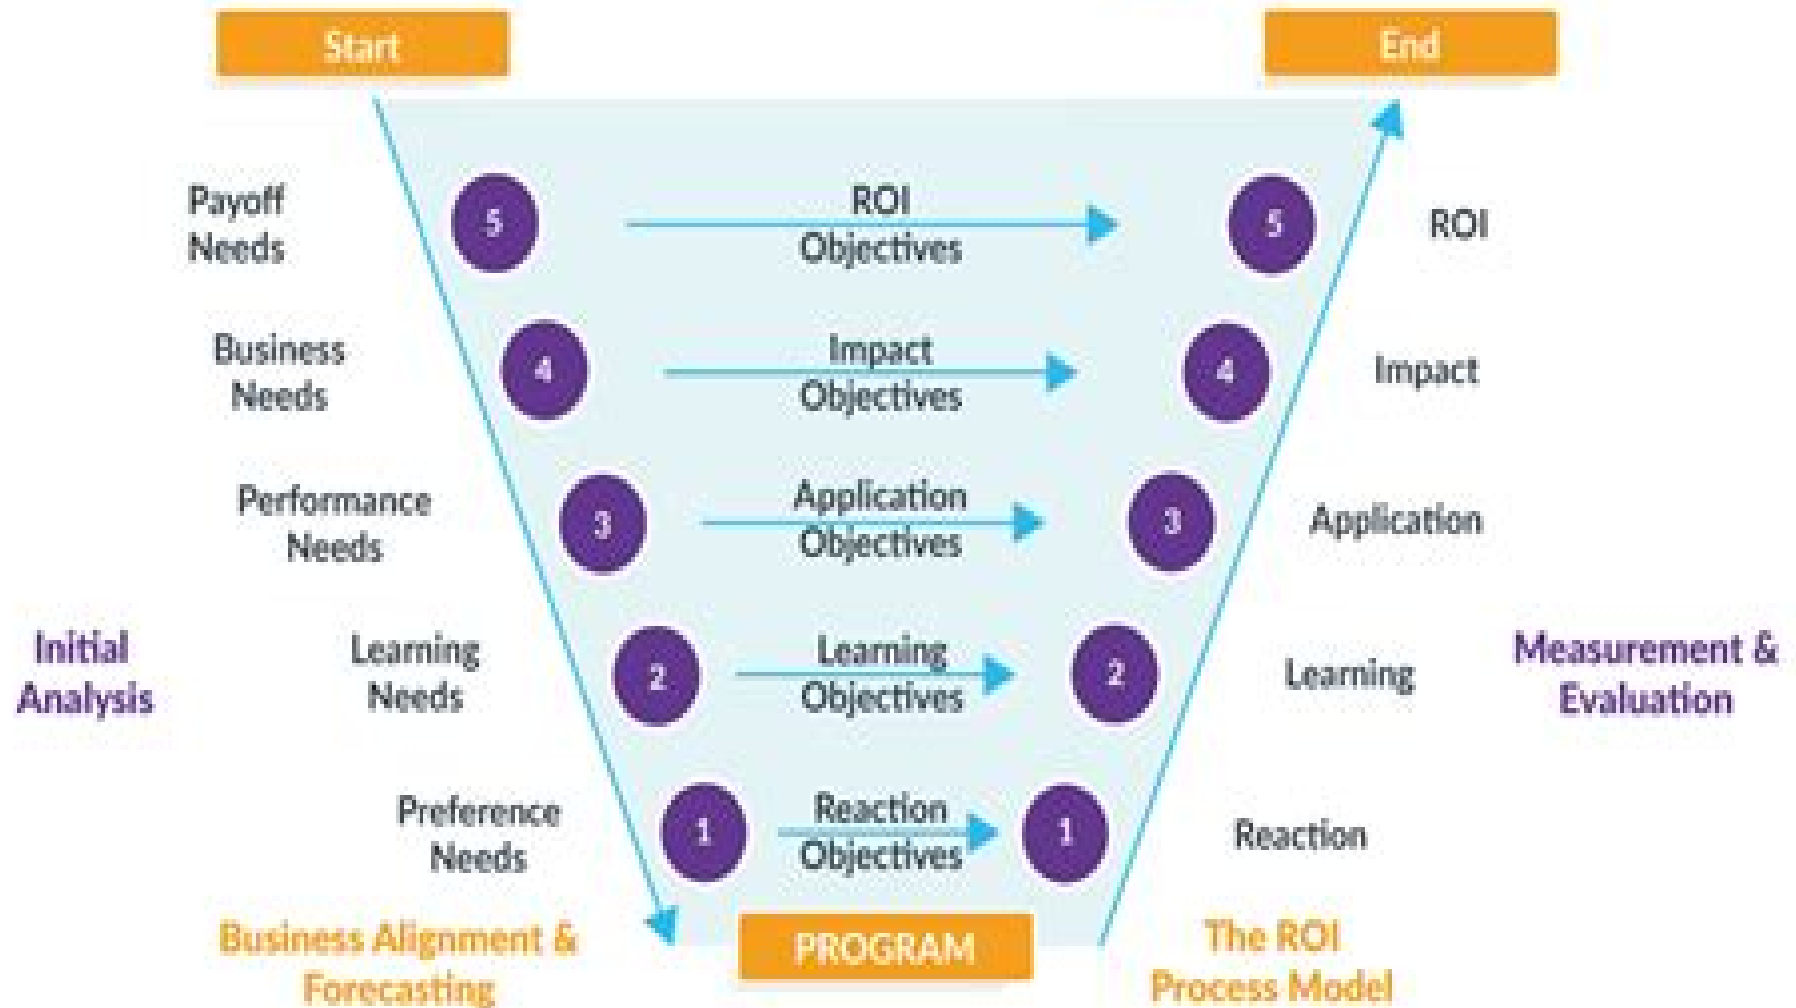 Start
End
Payoff
Needs
5
ROI
Objectives
5
ROI
Business
Needs
4
Impact
Objectives
4
Impact
Performance
Needs
3
Application
Objectives
3
Application
Initial
Analysis
Learning
Needs
2
Learning
Objectives
2
Learning
Measurement &
Evaluation
Preference
Needs
1
Reaction
Objectives
1
Reaction
Business Alignment &
Forecasting
PROGRAM
The ROI
Process Model